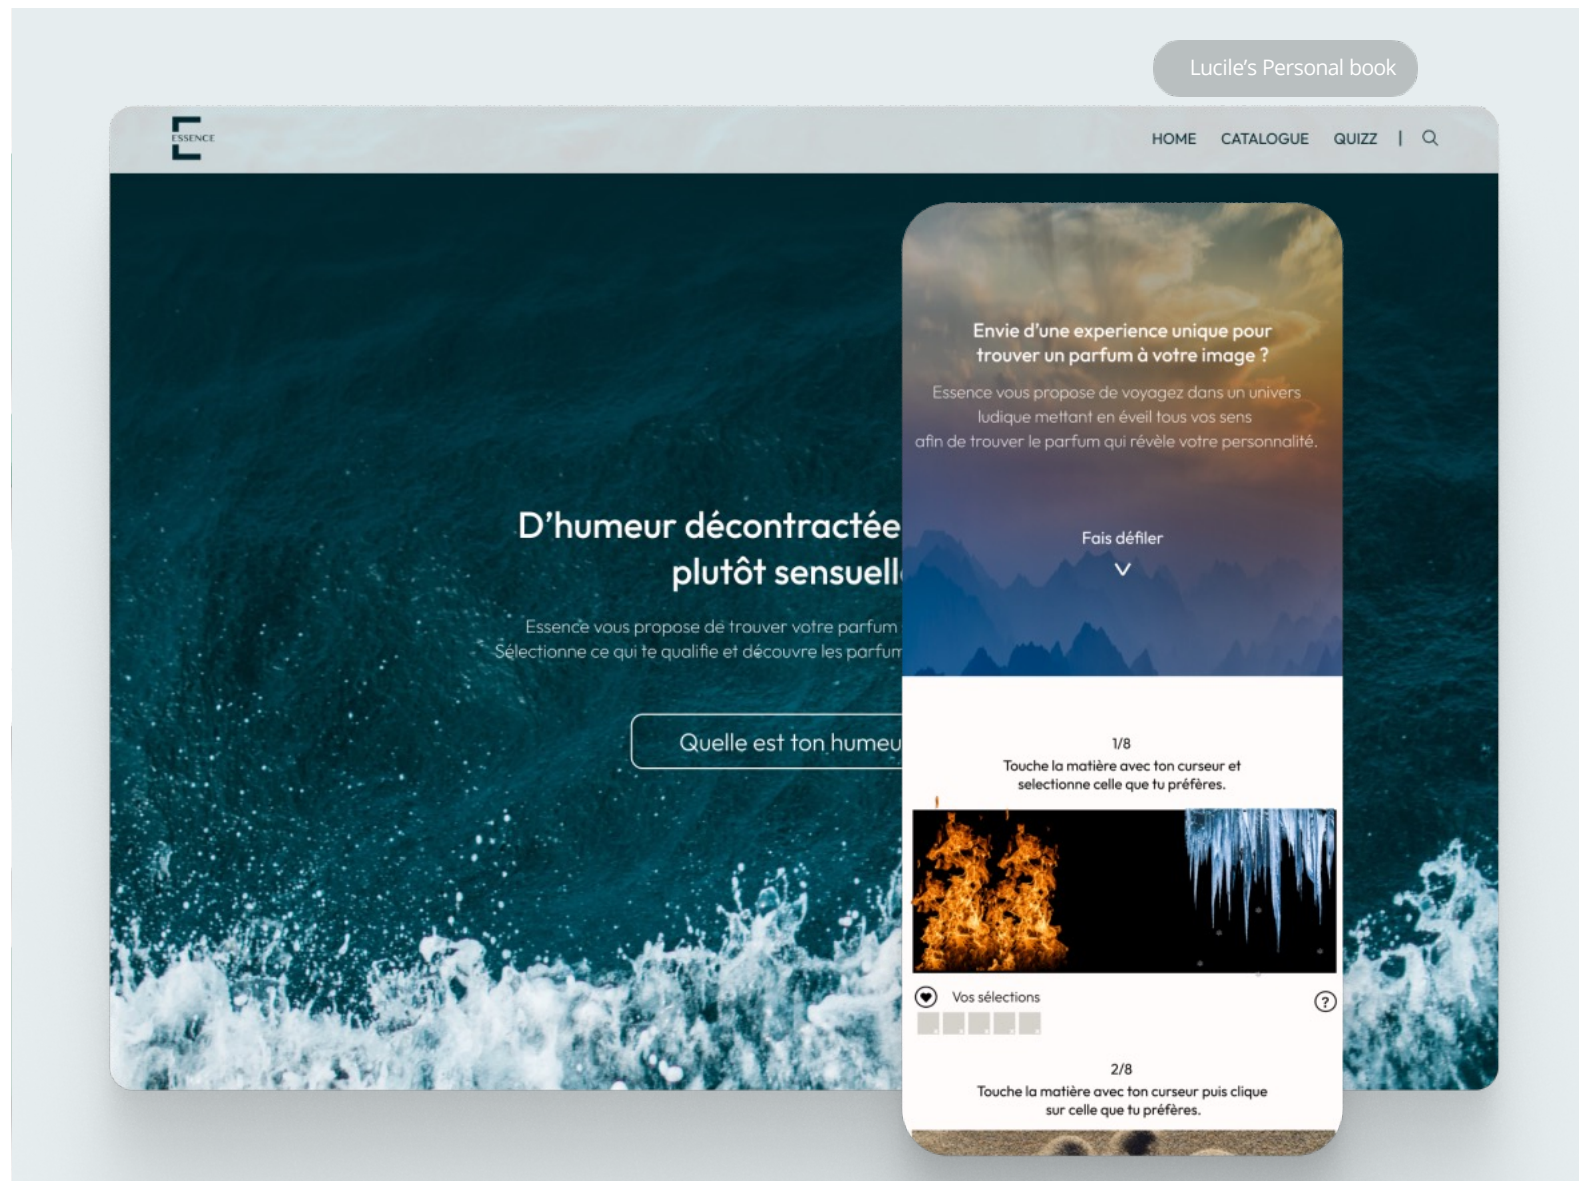 Lucile’s Personal book
ESSENCE
HOME CATALOGUE QUIZZ |
D’humeur décontractée
plutôt
Essence vous propose de trouver votre parfum
Sélectionne ce qui te qualifie et découvre les
Quelle est ton
Envie d’une experience unique pour
trouver un parfum à votre image ?
Essence vous propose de voyagez dans un univers
ludique mettant en éveil tous vos sens
afin de trouver le parfum qui révèle votre personnalité.
Fais défiler
1/8
Touche la matière avec ton curseur et
selectionne celle que tu préfères.
Vos sélections
?
2/8
Touche la matière avec ton curseur puis clique
sur celle que tu préfères.